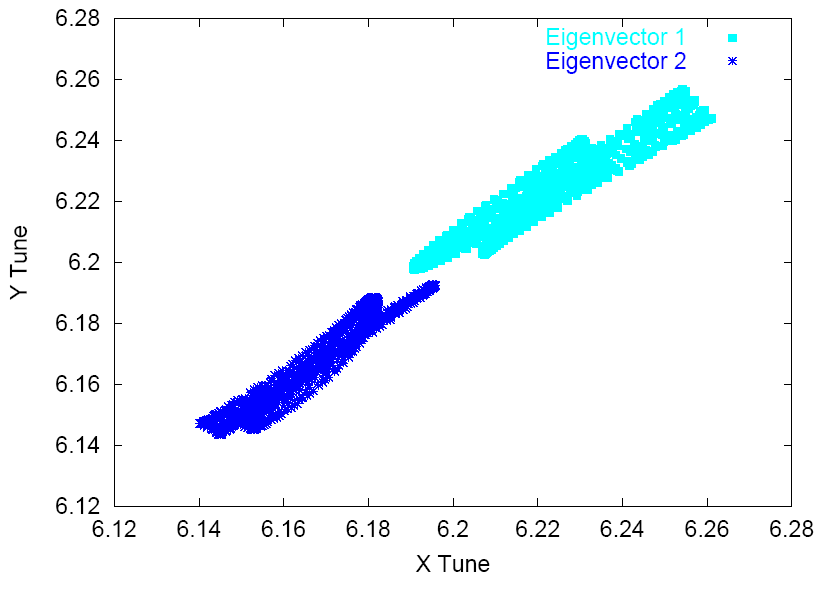 6.28
6.26
6.24
6.22
6.2
6.18
6.16
6.14
6.12
Y Tune
Eigenvector 1
Eigenvector 2
6.12 6.14 6.16 6.18 6.2 6.22 6.24 6.26 6.28
X Tune